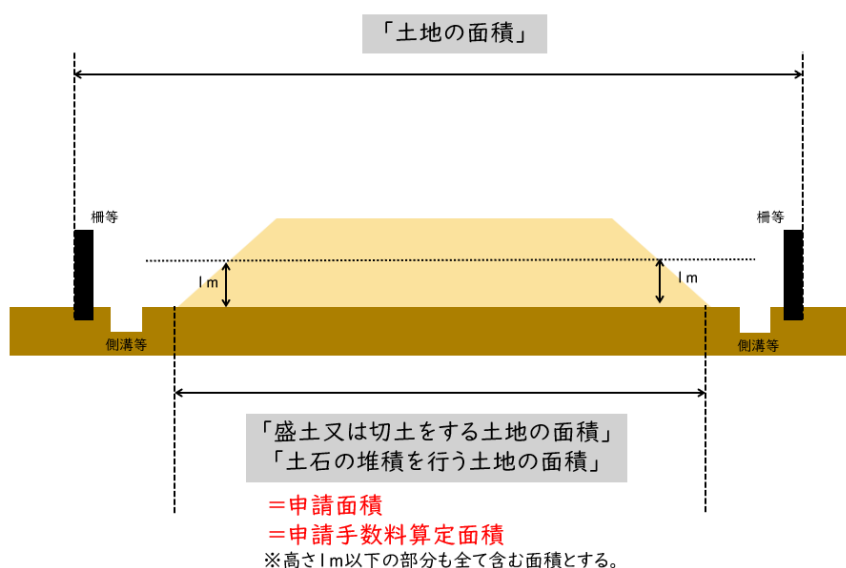 「土地の面積」
柵等
柵等
1m
1m
側溝等
側溝等
「盛土又は切土をする土地の面積」
「土石の堆積を行う土地の面積」
＝申請面積
＝申請手数料算定面積
※高さ1m以下の部分も全て含む面積とする。